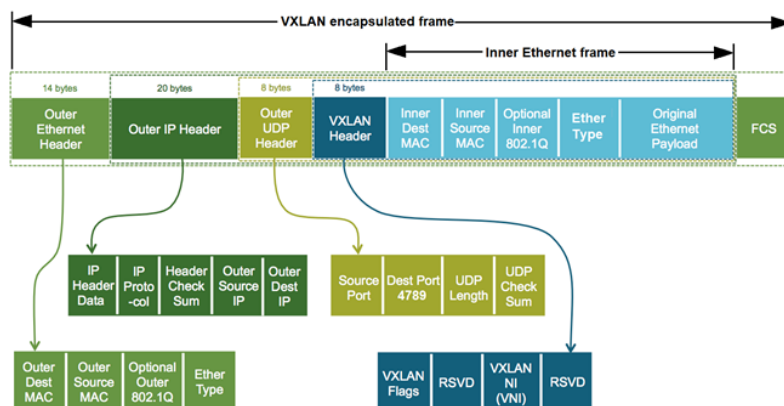 VXLAN encapsulated frame
Inner Ethernet frame
14 bytes
20 bytes
8 bytes
8 bytes
Outer
Ethernet
Header
Outer IP Header
Outer
UDP
Header
VXLAN
Header
Inner
Dest
MAC
Inner
Source
MAC
Optional
Inner
802.1Q
Ether
Type
Original
Ethernet
Payload
FCS
IP
Header
Data
IP
Proto
-col
Header
Check
Sum
Outer
Source
IP
Outer
Dest
IP
Source
Port
Dest Port
4789
UDP
Length
UDP
Check
Sum
Outer
Dest
MAC
Outer
Source
MAC
Optional
Outer
802.1Q
Ether
Type
VXLAN
Flags
RSVD
VXLAN
NI
(VNI)
RSVD